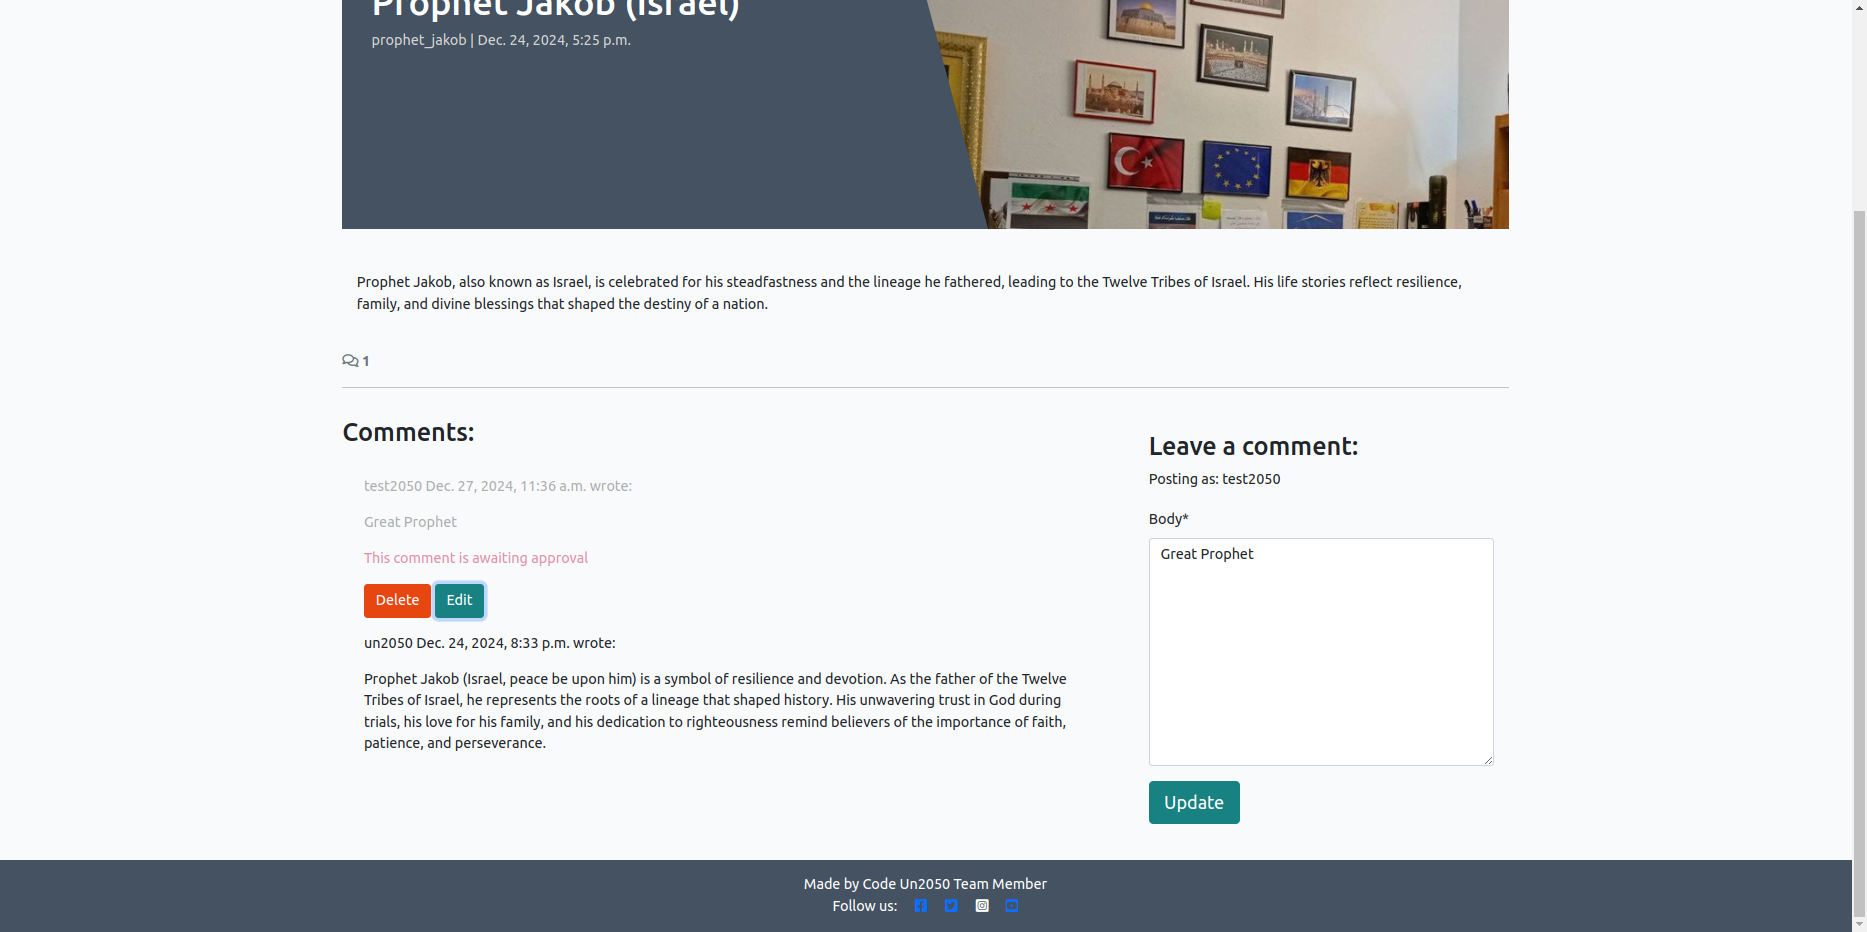 Prophet Jakob (Israel)
prophet_jakob | Dec. 24, 2024, 5:25 p.m.
Prophet Jakob, also known as Israel, is celebrated for his steadfastness and the lineage he fathered, leading to the Twelve Tribes of Israel. His life stories reflect resilience,
family, and divine blessings that shaped the destiny of a nation.
1
Comments:
test2050 Dec. 27, 2024, 11:36 a.m. wrote:
Great Prophet
This comment is awaiting approval
Delete Edit
un2050 Dec. 24, 2024, 8:33 p.m. wrote:
Prophet Jakob (Israel, peace be upon him) is a symbol of resilience and devotion. As the father of the Twelve
Tribes of Israel, he represents the roots of a lineage that shaped history. His unwavering trust in God during
trials, his love for his family, and his dedication to righteousness remind believers of the importance of faith,
patience, and perseverance.
Leave a comment:
Posting as: test2050
Body*
Great Prophet
Update
Made by Code Un2050 Team Member
Follow us: